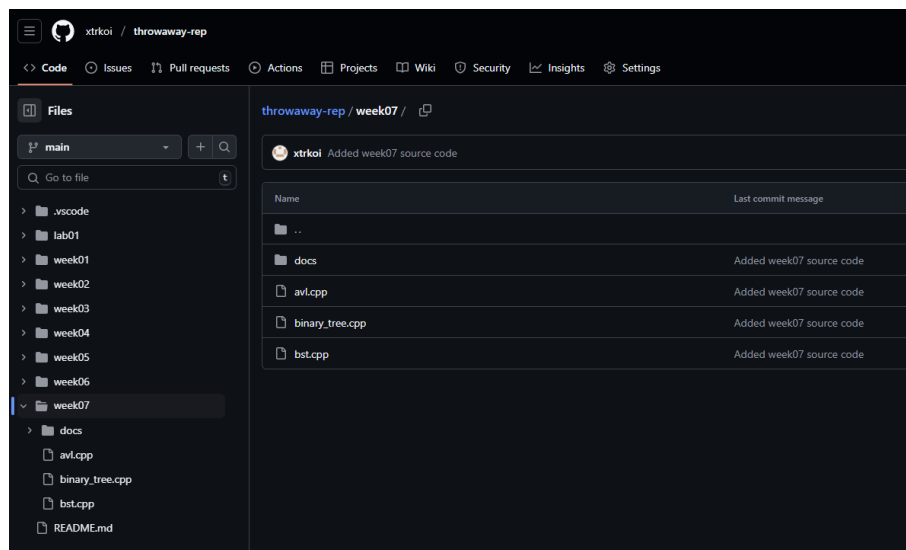 xtrkoi / throwaway-rep
Code Issues Pull requests Actions Projects Wiki Security Insights Settings
Files
main
Go to file t
.vscode
lab01
week01
week02
week03
week04
week05
week06
week07
docs
avl.cpp
binary_tree.cpp
bst.cpp
README.md
throwaway-rep / week07 /
xtrkoi Added week07 source code
Name Last commit message
..
docs Added week07 source code
avl.cpp Added week07 source code
binary_tree.cpp Added week07 source code
bst.cpp Added week07 source code